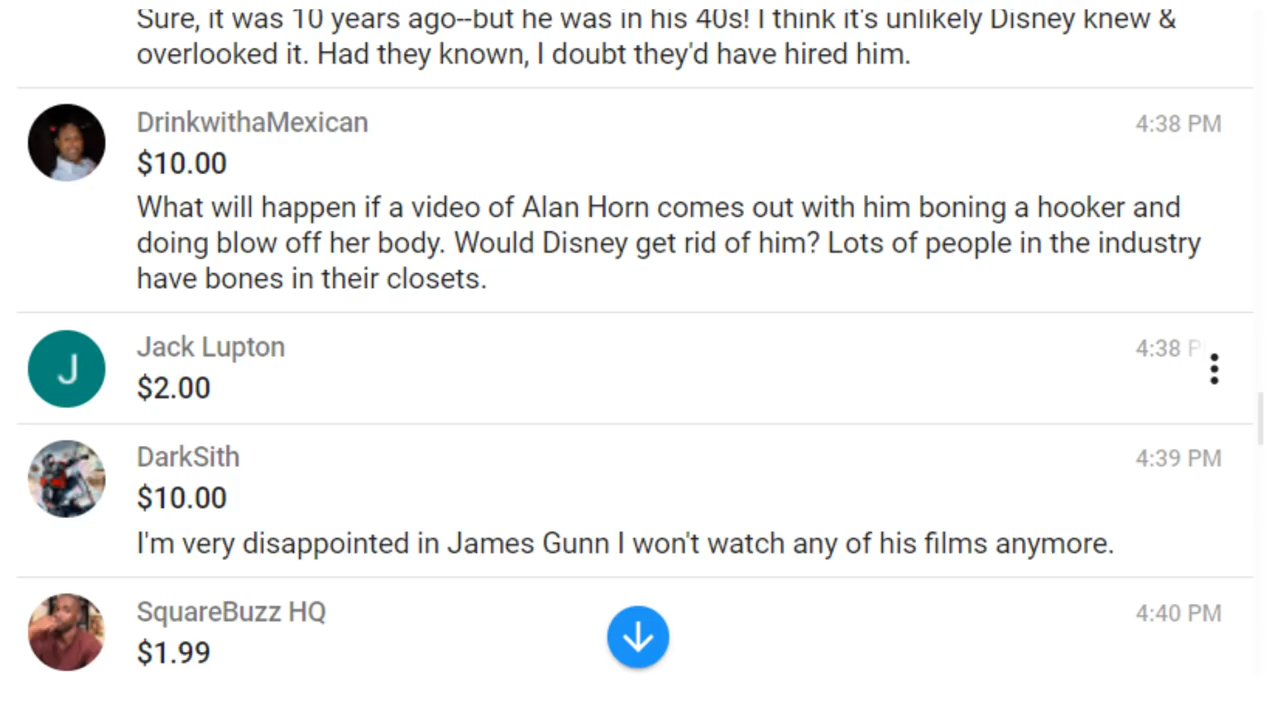 Sure, it was 10 years ago--but he was in his 40s! I think it's unlikely Disney knew &
overlooked it. Had they known, I doubt they'd have hired him.
DrinkwithaMexican
4:38 PM
$10.00
What will happen if a video of Alan Horn comes out with him boning a hooker and
doing blow off her body. Would Disney get rid of him? Lots of people in the industry
have bones in their closets.
J
Jack Lupton
4:38 P
$2.00
DarkSith
4:39 PM
$10.00
I'm very disappointed in James Gunn I won't watch any of his films anymore.
SquareBuzz HQ
4:40 PM
$1.99